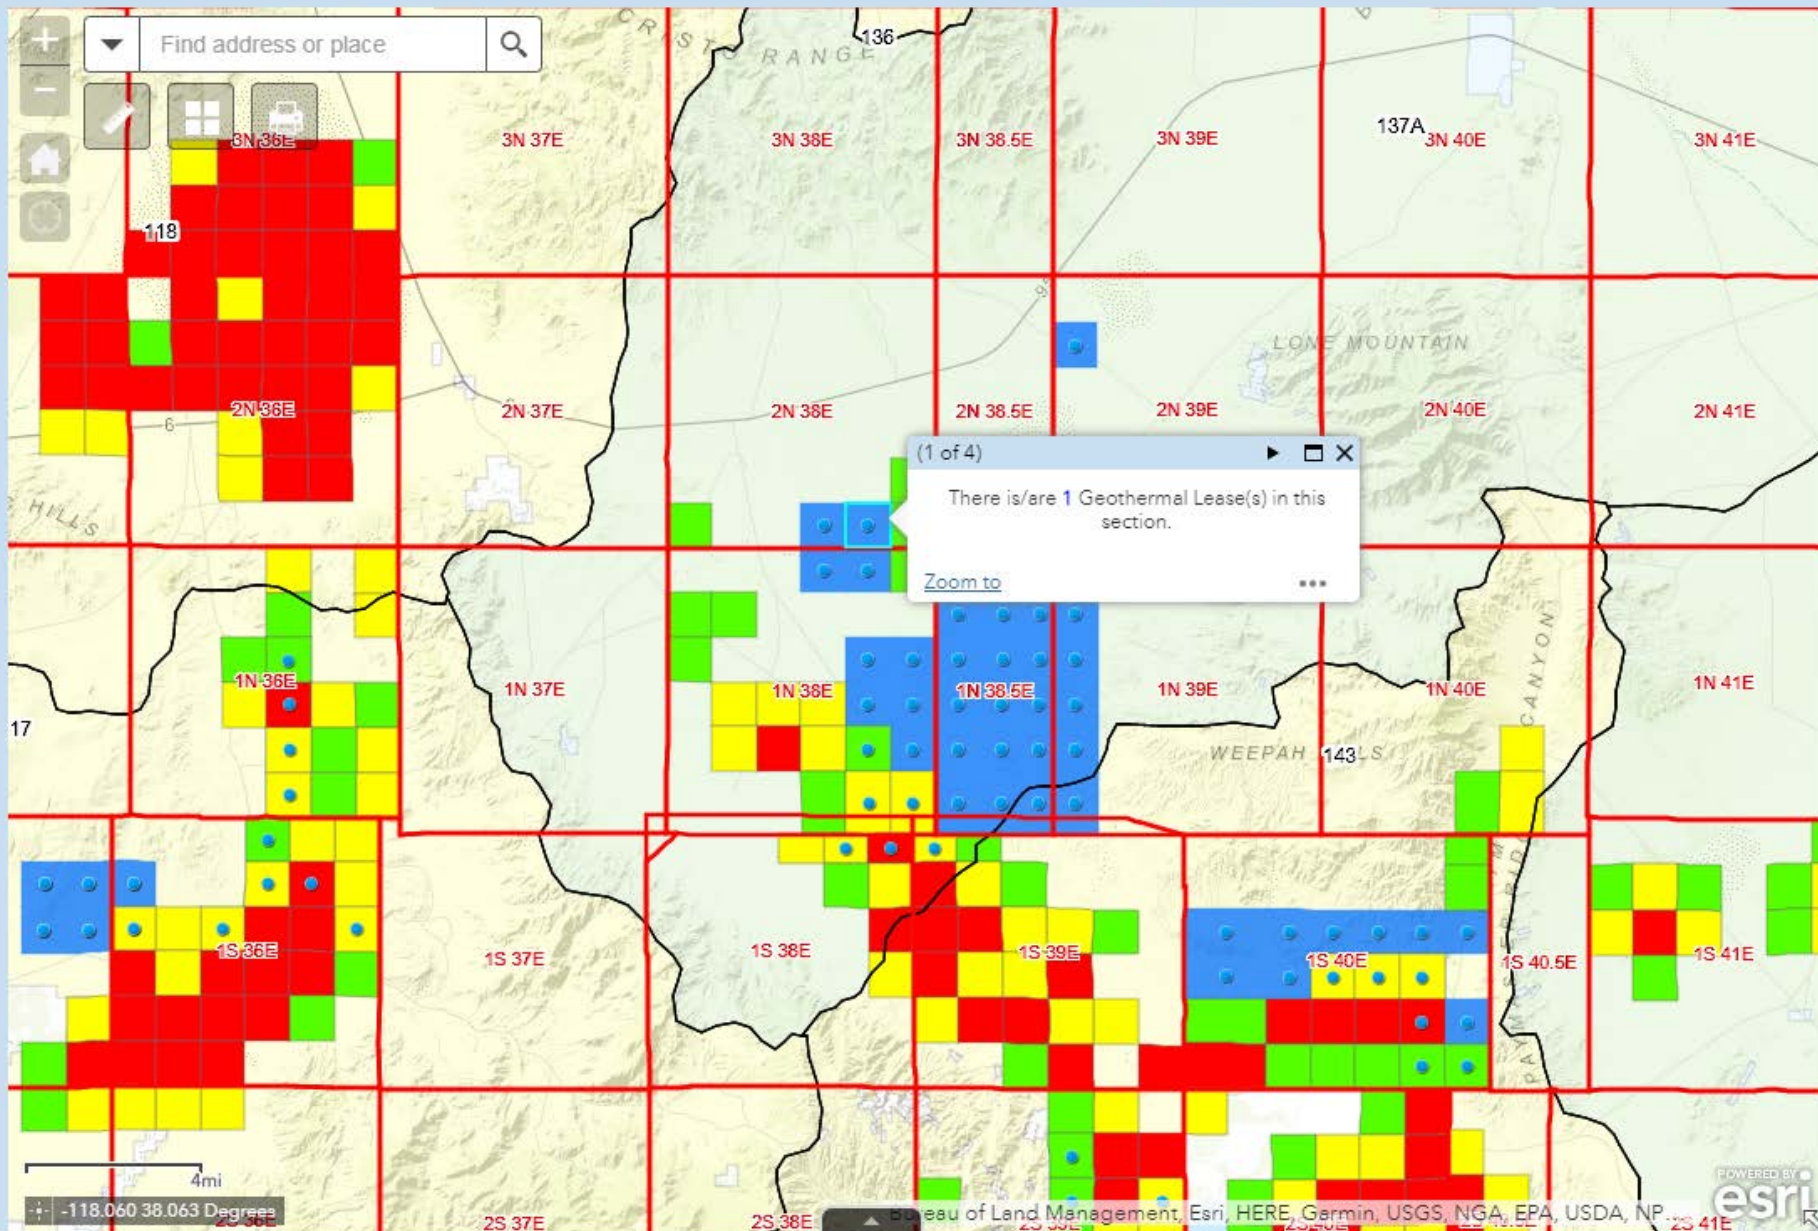 Find address or place
136
RANGE
3N 36E
3N 37E
3N 38E
3N 38.5E
3N 39E
137A
3N 40E
3N 41E
118
LONE MOUNTAIN
2N 36E
2N 37E
2N 38E
2N 38.5E
2N 39E
2N 40E
2N 41E
6
HILLS
(1 of 4)
There is/are 1 Geothermal Lease(s) in this
section.
Zoom to
1N 36E
1N 37E
1N 38E
1N 38.5E
1N 39E
1N 40E
1N 41E
CANYON
17
WEEPAH
143
1S 36E
1S 37E
1S 38E
1S 39E
1S 40E
1S 40.5E
1S 41E
4mi
-118.060 38.063 Degrees
2S 37E
2S 38E
Bureau of Land Management, Esri, HERE, Garmin, USGS, NGA, EPA, USDA, NP...
2S 41E
POWERED BY
esri